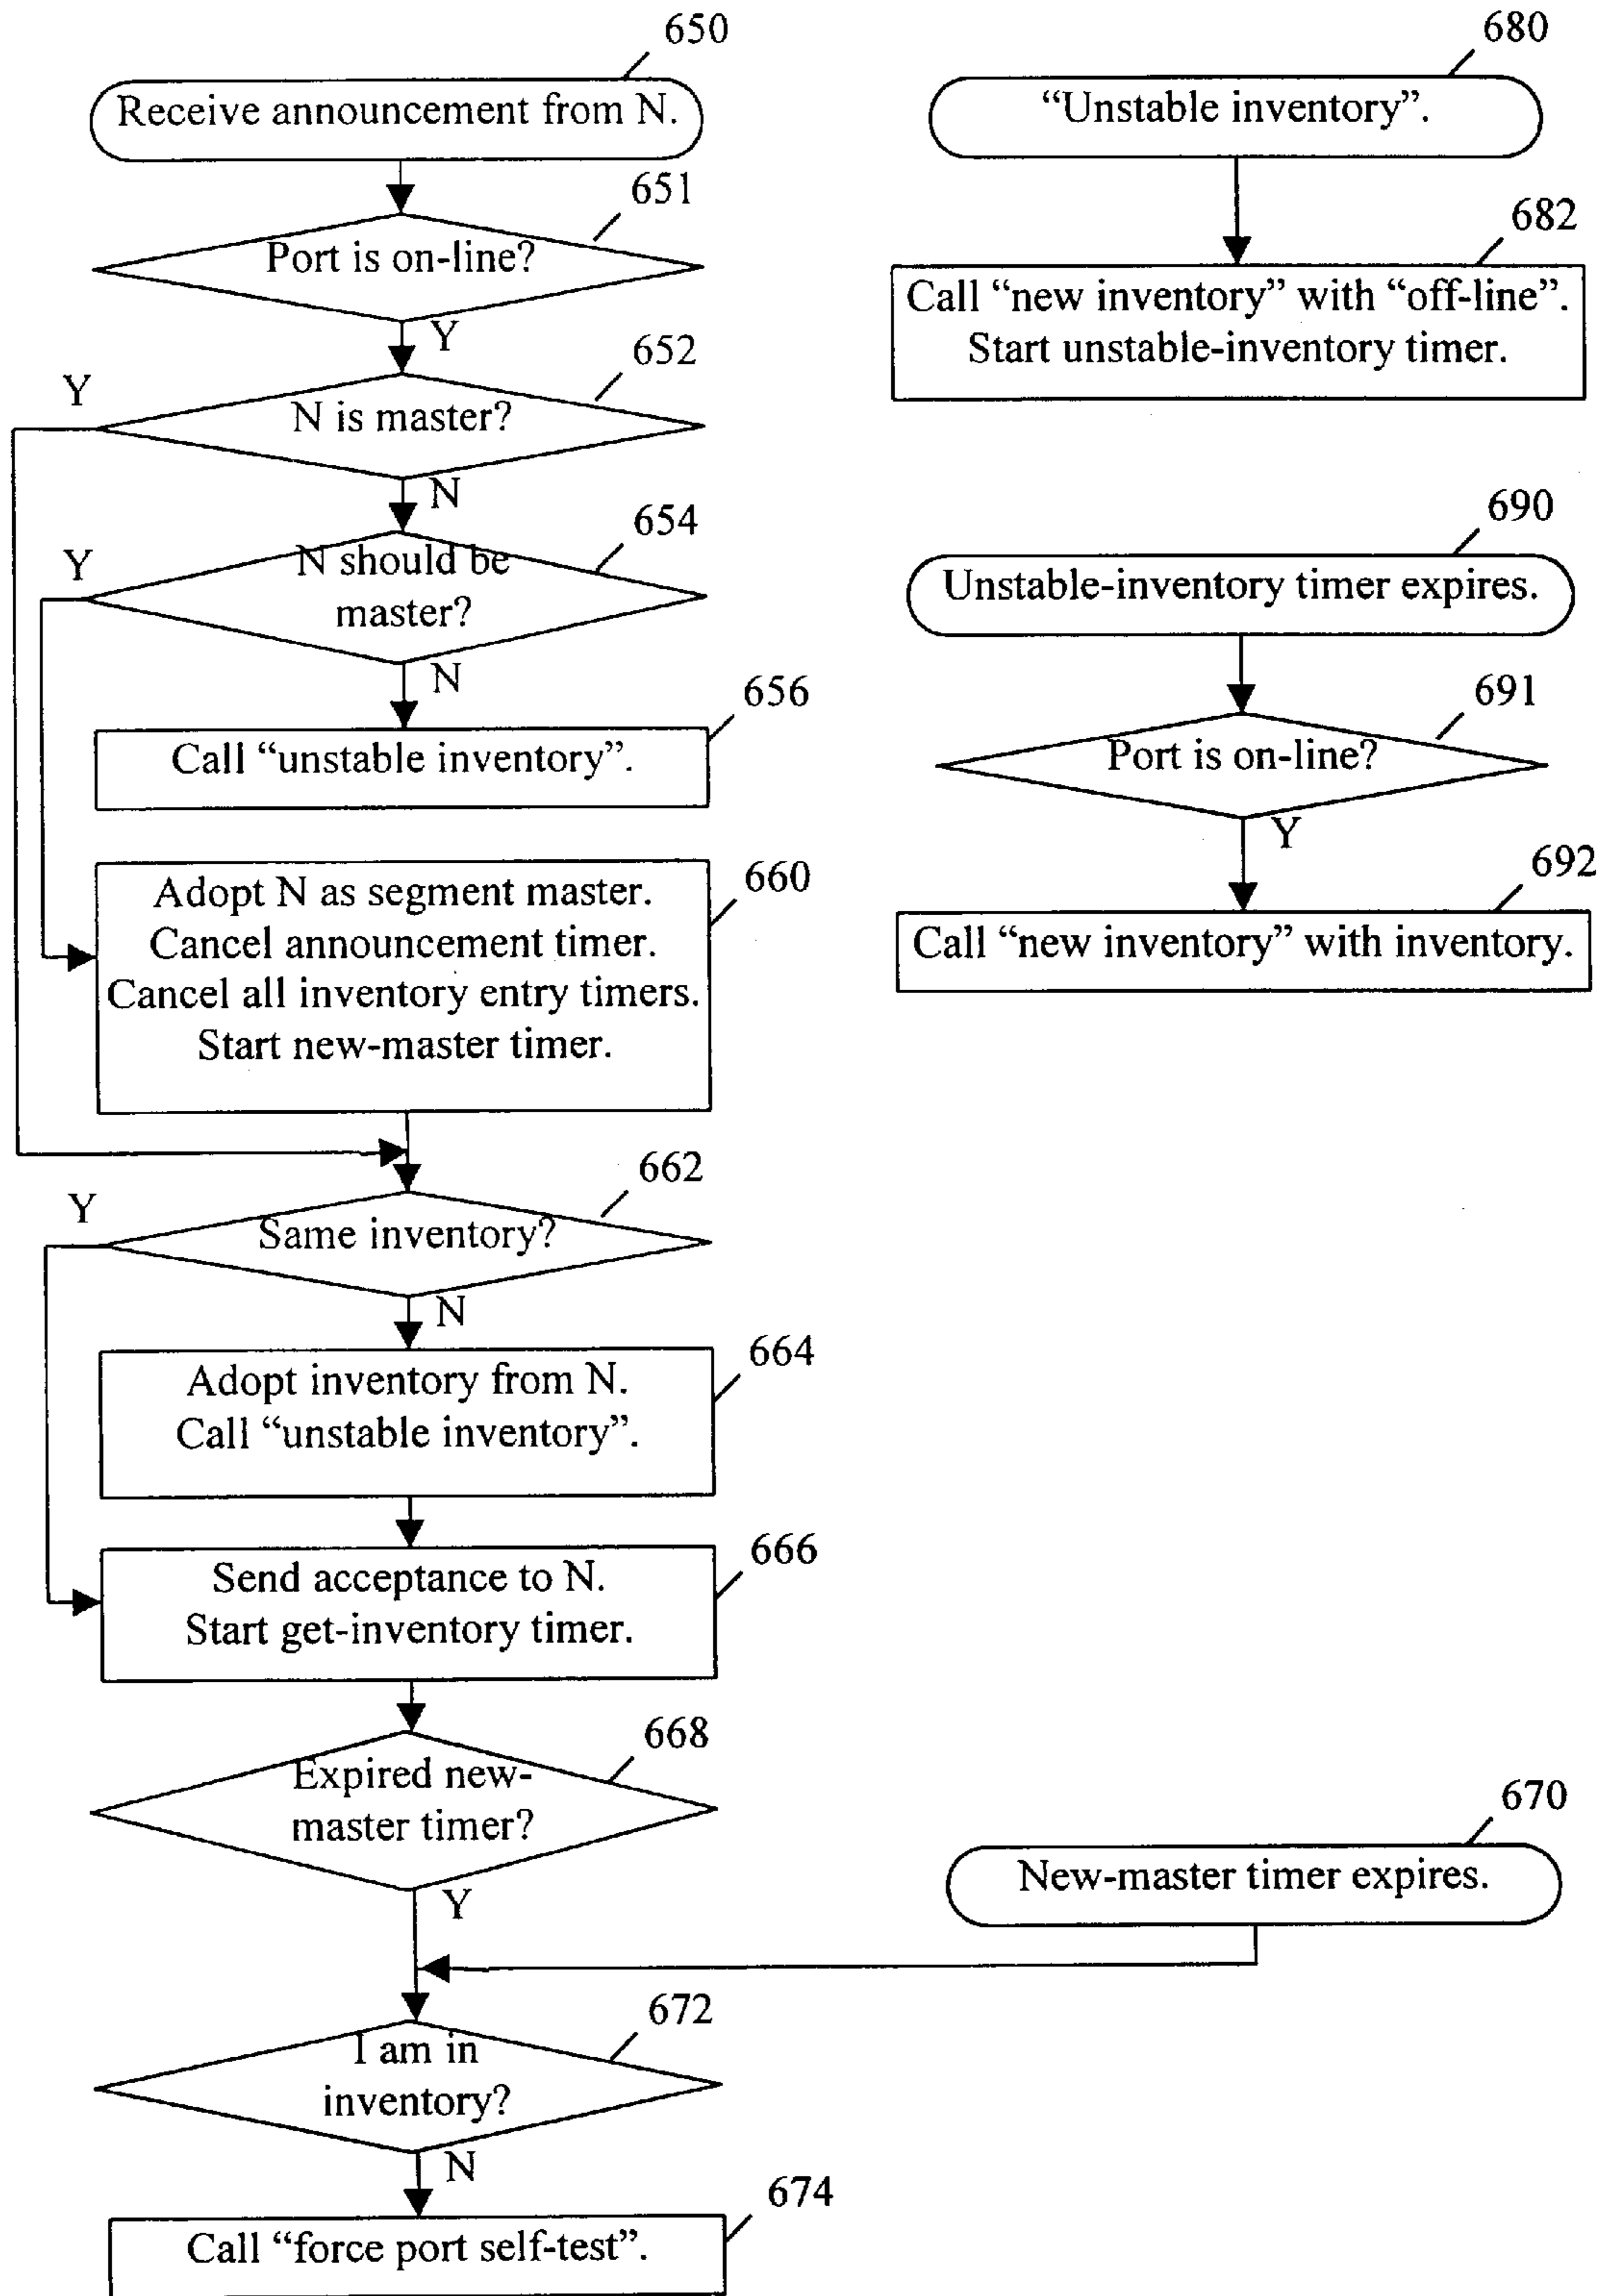 650
Receive announcement from N.
651
Port is on-line?
Y
652
Y
N is master?
N
654
Y
N should be
master?
N
656
Call “unstable inventory”.
660
Adopt N as segment master.
Cancel announcement timer.
Cancel all inventory entry timers.
Start new-master timer.
662
Y
Same inventory?
N
664
Adopt inventory from N.
Call “unstable inventory”.
666
Send acceptance to N.
Start get-inventory timer.
668
Expired new-
master timer?
Y
670
New-master timer expires.
672
I am in
inventory?
N
674
Call “force port self-test”.
680
“Unstable inventory”.
682
Call “new inventory” with “off-line”.
Start unstable-inventory timer.
690
Unstable-inventory timer expires.
691
Port is on-line?
Y
692
Call “new inventory” with inventory.